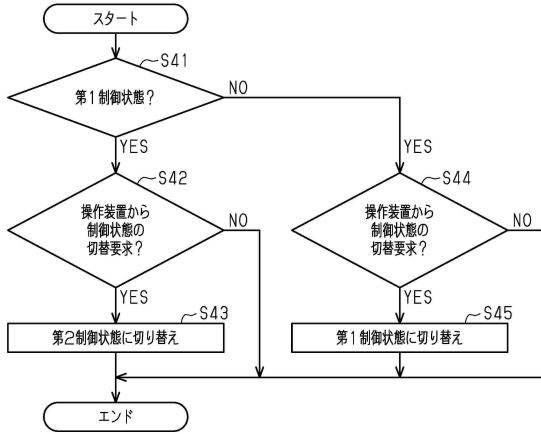 スタート
S41
第1制御状態？
NO
YES
YES
S42
S44
操作装置から
制御状態の
切替要求？
NO
操作装置から
制御状態の
切替要求？
NO
YES
YES
S43
S45
第2制御状態に切り替え
第1制御状態に切り替え
エンド